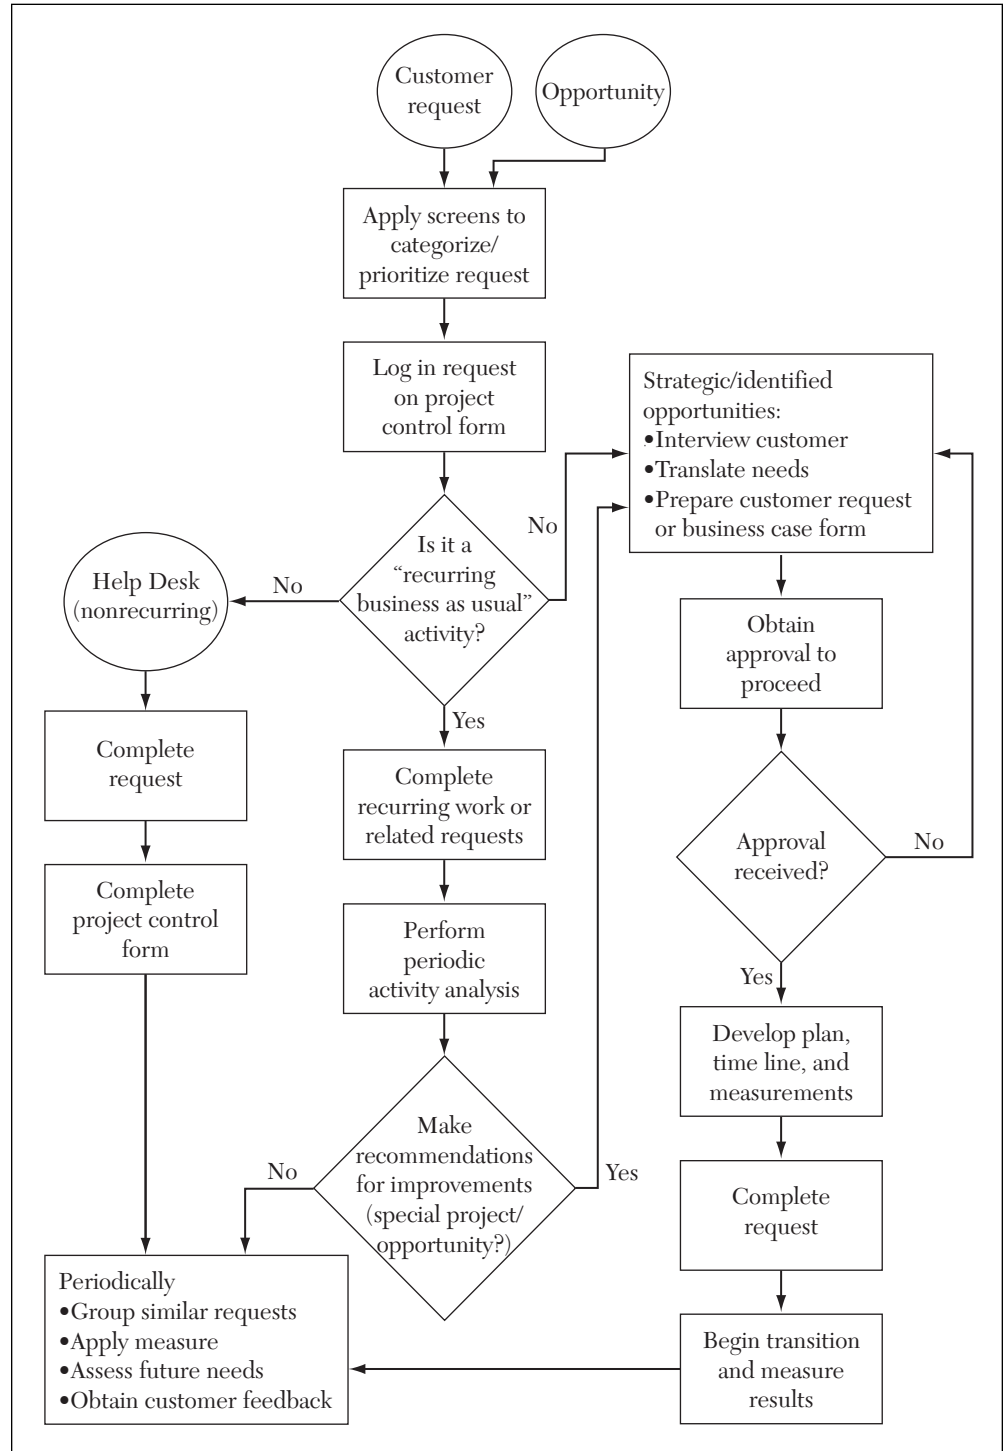 Customer
request
Opportunity
Apply screens to
categorize/
prioritize request
Log in request
on project
control form
Strategic/identified
opportunities:
•Interview customer
•Translate needs
•Prepare customer request
or business case form
No
Is it a
“recurring
business as usual”
activity?
No
Help Desk
(nonrecurring)
Obtain
approval to
proceed
Yes
Complete
request
Complete
recurring work or
related requests
Approval
received?
No
Complete
project control
form
Perform
periodic
activity analysis
Yes
Develop plan,
time line, and
measurements
Make
recommendations
for improvements
(special project/
opportunity?)
No
Yes
Complete
request
Periodically
•Group similar requests
•Apply measure
•Assess future needs
•Obtain customer feedback
Begin transition
and measure
results